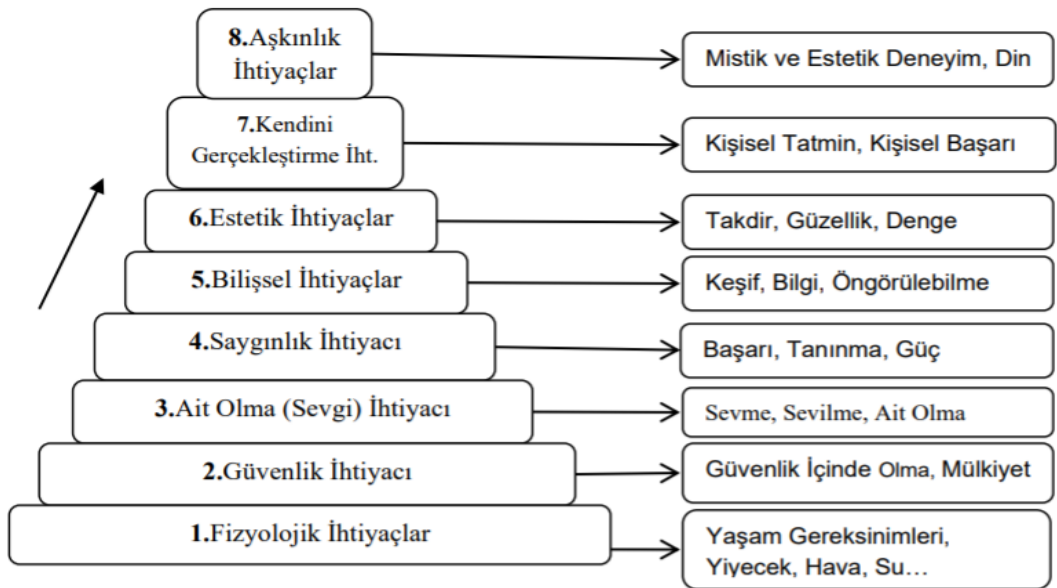 8.Aşkınlık
İhtiyaçlar
Mistik ve Estetik Deneyim, Din
7.Kendini
Gerçekleştirme İht.
Kişisel Tatmin, Kişisel Başarı
6.Estetik İhtiyaçlar
Takdir, Güzellik, Denge
5.Bilişsel İhtiyaçlar
Keşif, Bilgi, Öngörülebilme
4.Saygınlık İhtiyacı
Başarı, Tanınma, Güç
3.Ait Olma (Sevgi) İhtiyacı
Sevme, Sevilme, Ait Olma
2.Güvenlik İhtiyacı
Güvenlik İçinde Olma, Mülkiyet
1.Fizyolojik İhtiyaçlar
Yaşam Gereksinimleri,
Yiyecek, Hava, Su…